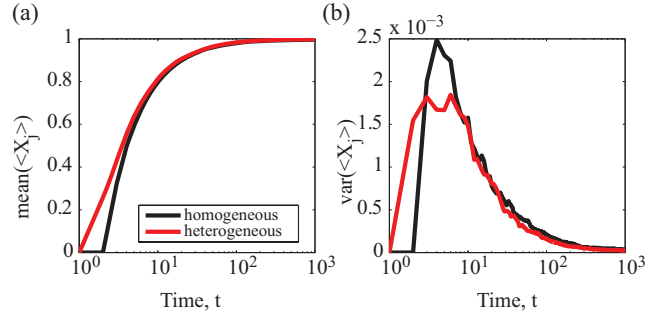 (a)
mean(<X_j.>)
1
0.8
0.6
0.4
0.2
0
homogeneous
heterogeneous
10^0
10^1
10^2
10^3
Time, t
(b)
x 10^-3
var(<X_j.>)
2.5
2
1.5
1
0.5
0
10^0
10^1
10^2
10^3
Time, t